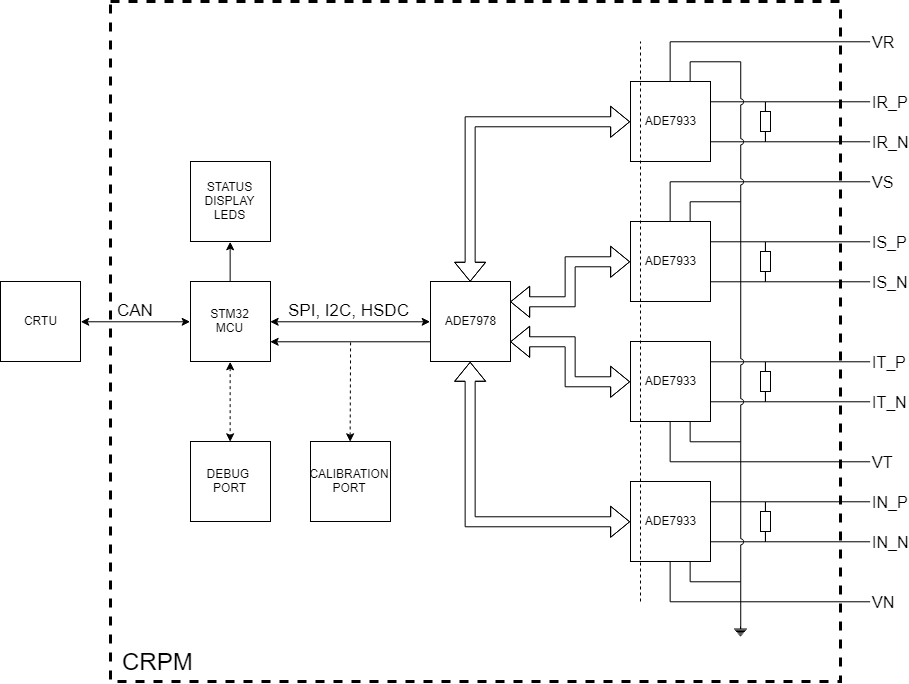 VR
IR_P
ADE7933
IR_N
STATUS
DISPLAY
LEDS
VS
IS_P
ADE7933
IS_N
CRTU
CAN
STM32
MCU
SPI, I2C, HSDC
ADE7978
IT_P
ADE7933
IT_N
DEBUG
PORT
CALIBRATION
PORT
VT
IN_P
ADE7933
IN_N
VN
CRPM